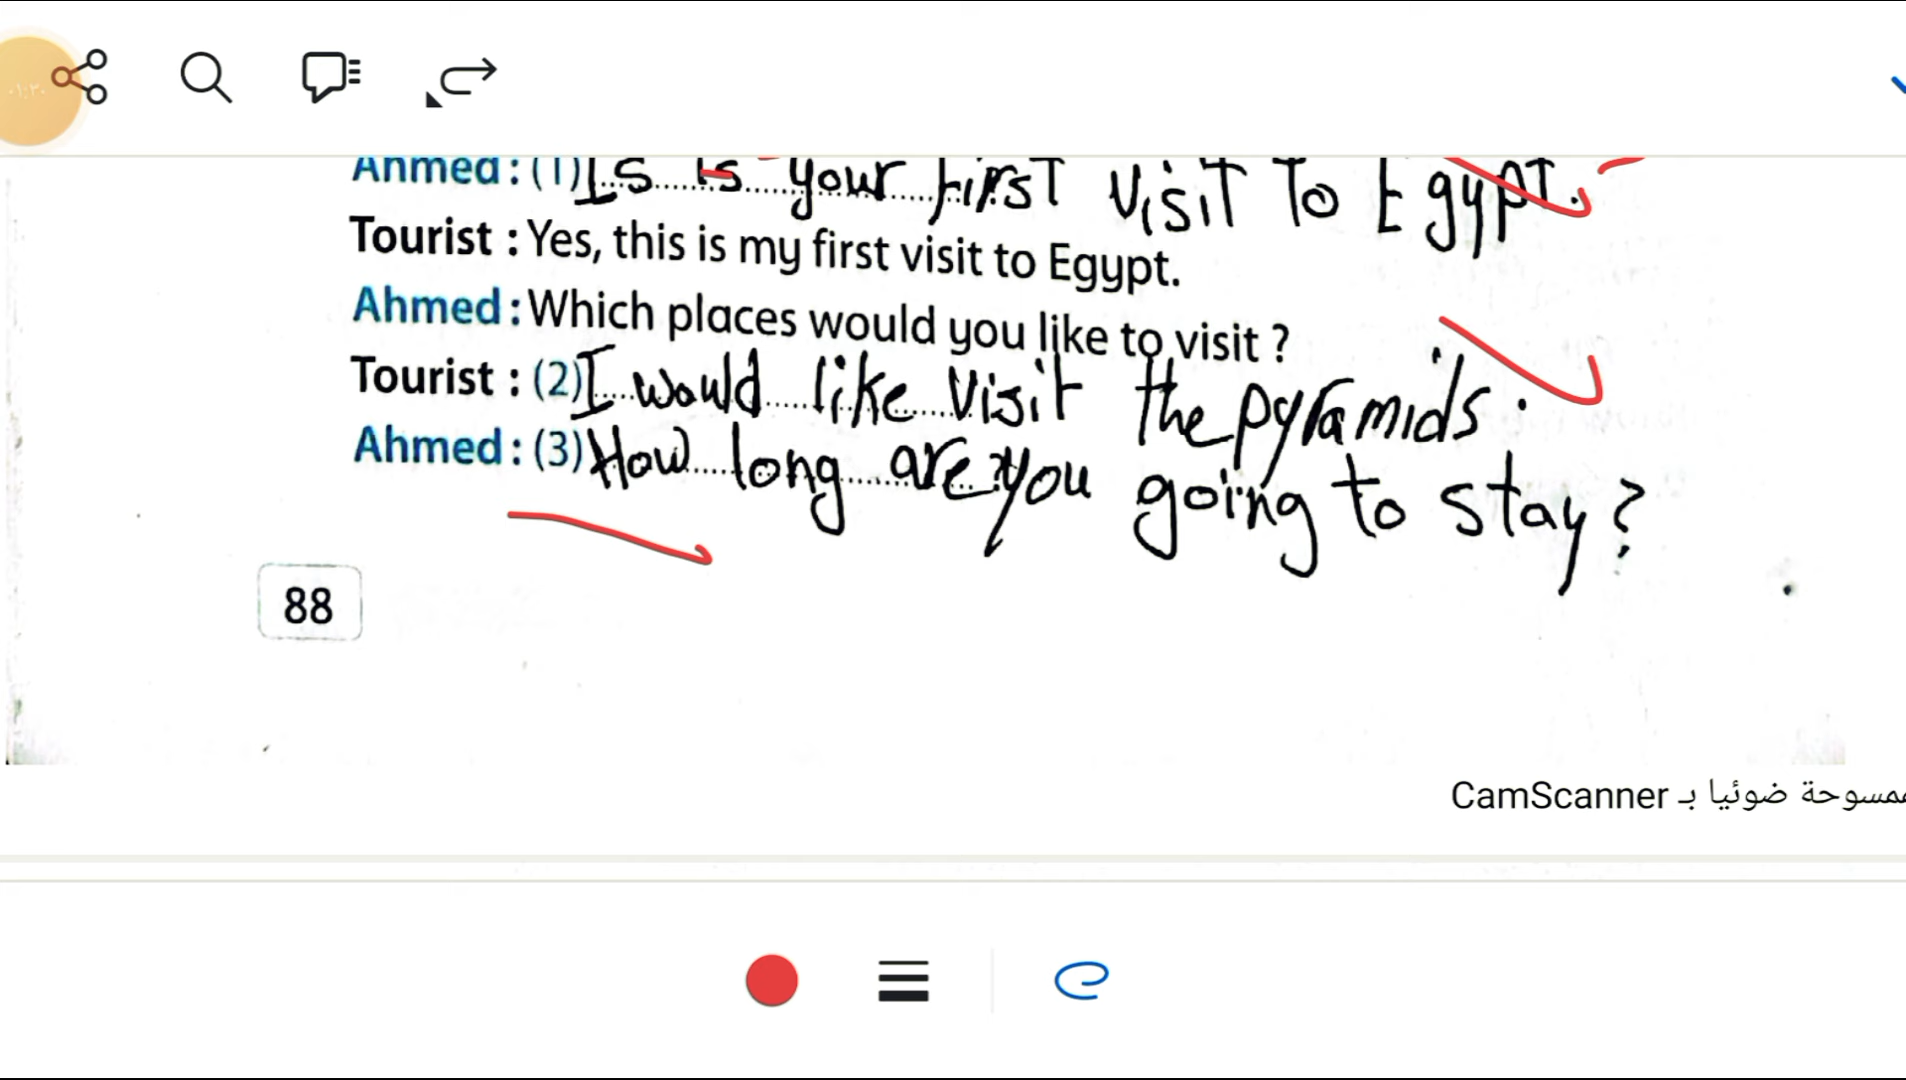 ٠١:٢٠
Ahmed : (1) Is is your first visit to Egypt.
Tourist : Yes, this is my first visit to Egypt.
Ahmed : Which places would you like to visit ?
Tourist : (2) I would like visit the pyramids.
Ahmed : (3) How long are you going to stay?
88
ممسوحة ضوئيا بـ CamScanner